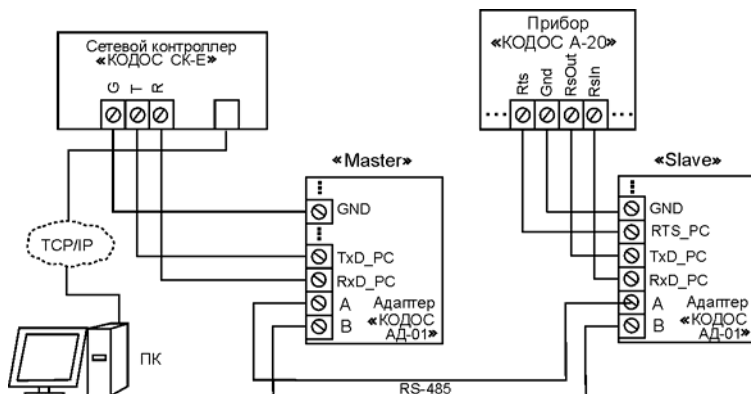 Сетевой контроллер
«КОДОС СК-Е»
G T R
Прибор
«КОДОС А-20»
Rts Gnd RsOut RsIn
«Master»
GND
TxD_PC
RxD_PC
A Адаптер
B «КОДОС
АД-01»
«Slave»
GND
RTS_PC
TxD_PC
RxD_PC
A Адаптер
B «КОДОС
АД-01»
TCP/IP
ПК
RS-485